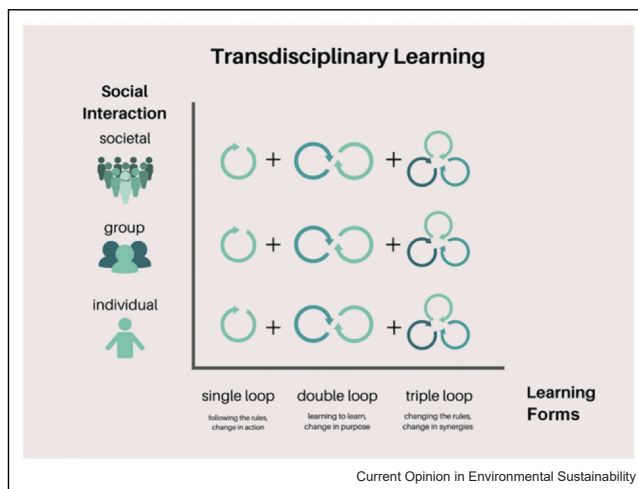 Transdisciplinary Learning
Social
Interaction
societal
+ +
group
+ +
individual
+ +
single loop
following the rules,
change in action
double loop
learning to learn,
change in purpose
triple loop
changing the rules,
change in synergies
Learning
Forms
Current Opinion in Environmental Sustainability